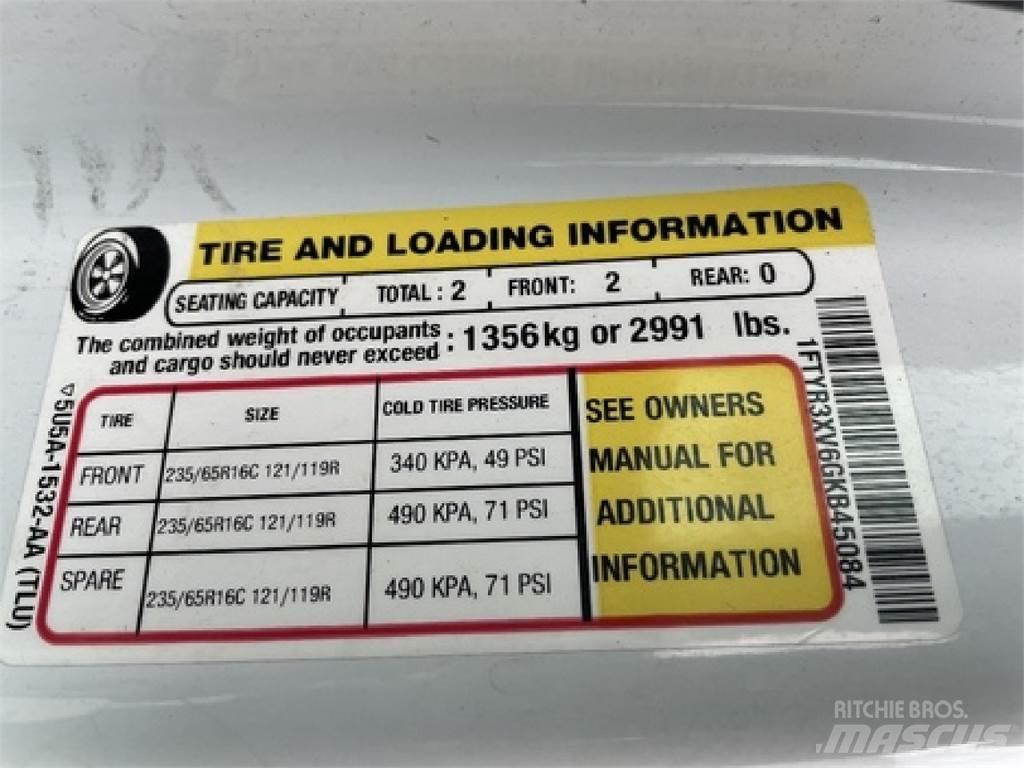 TIRE AND LOADING INFORMATION
SEATING CAPACITY TOTAL : 2 FRONT: 2 REAR: 0
The combined weight of occupants
and cargo should never exceed : 1356kg or 2991 lbs.
TIRE SIZE COLD TIRE PRESSURE
FRONT 235/65R16C 121/119R 340 KPA, 49 PSI
REAR 235/65R16C 121/119R 490 KPA, 71 PSI
SPARE 235/65R16C 121/119R 490 KPA, 71 PSI
SEE OWNERS
MANUAL FOR
ADDITIONAL
INFORMATION
5U5A-1532-AA (TLU)
1FTYR3XV6GKB45084
RITCHIE BROS.
MASCUS